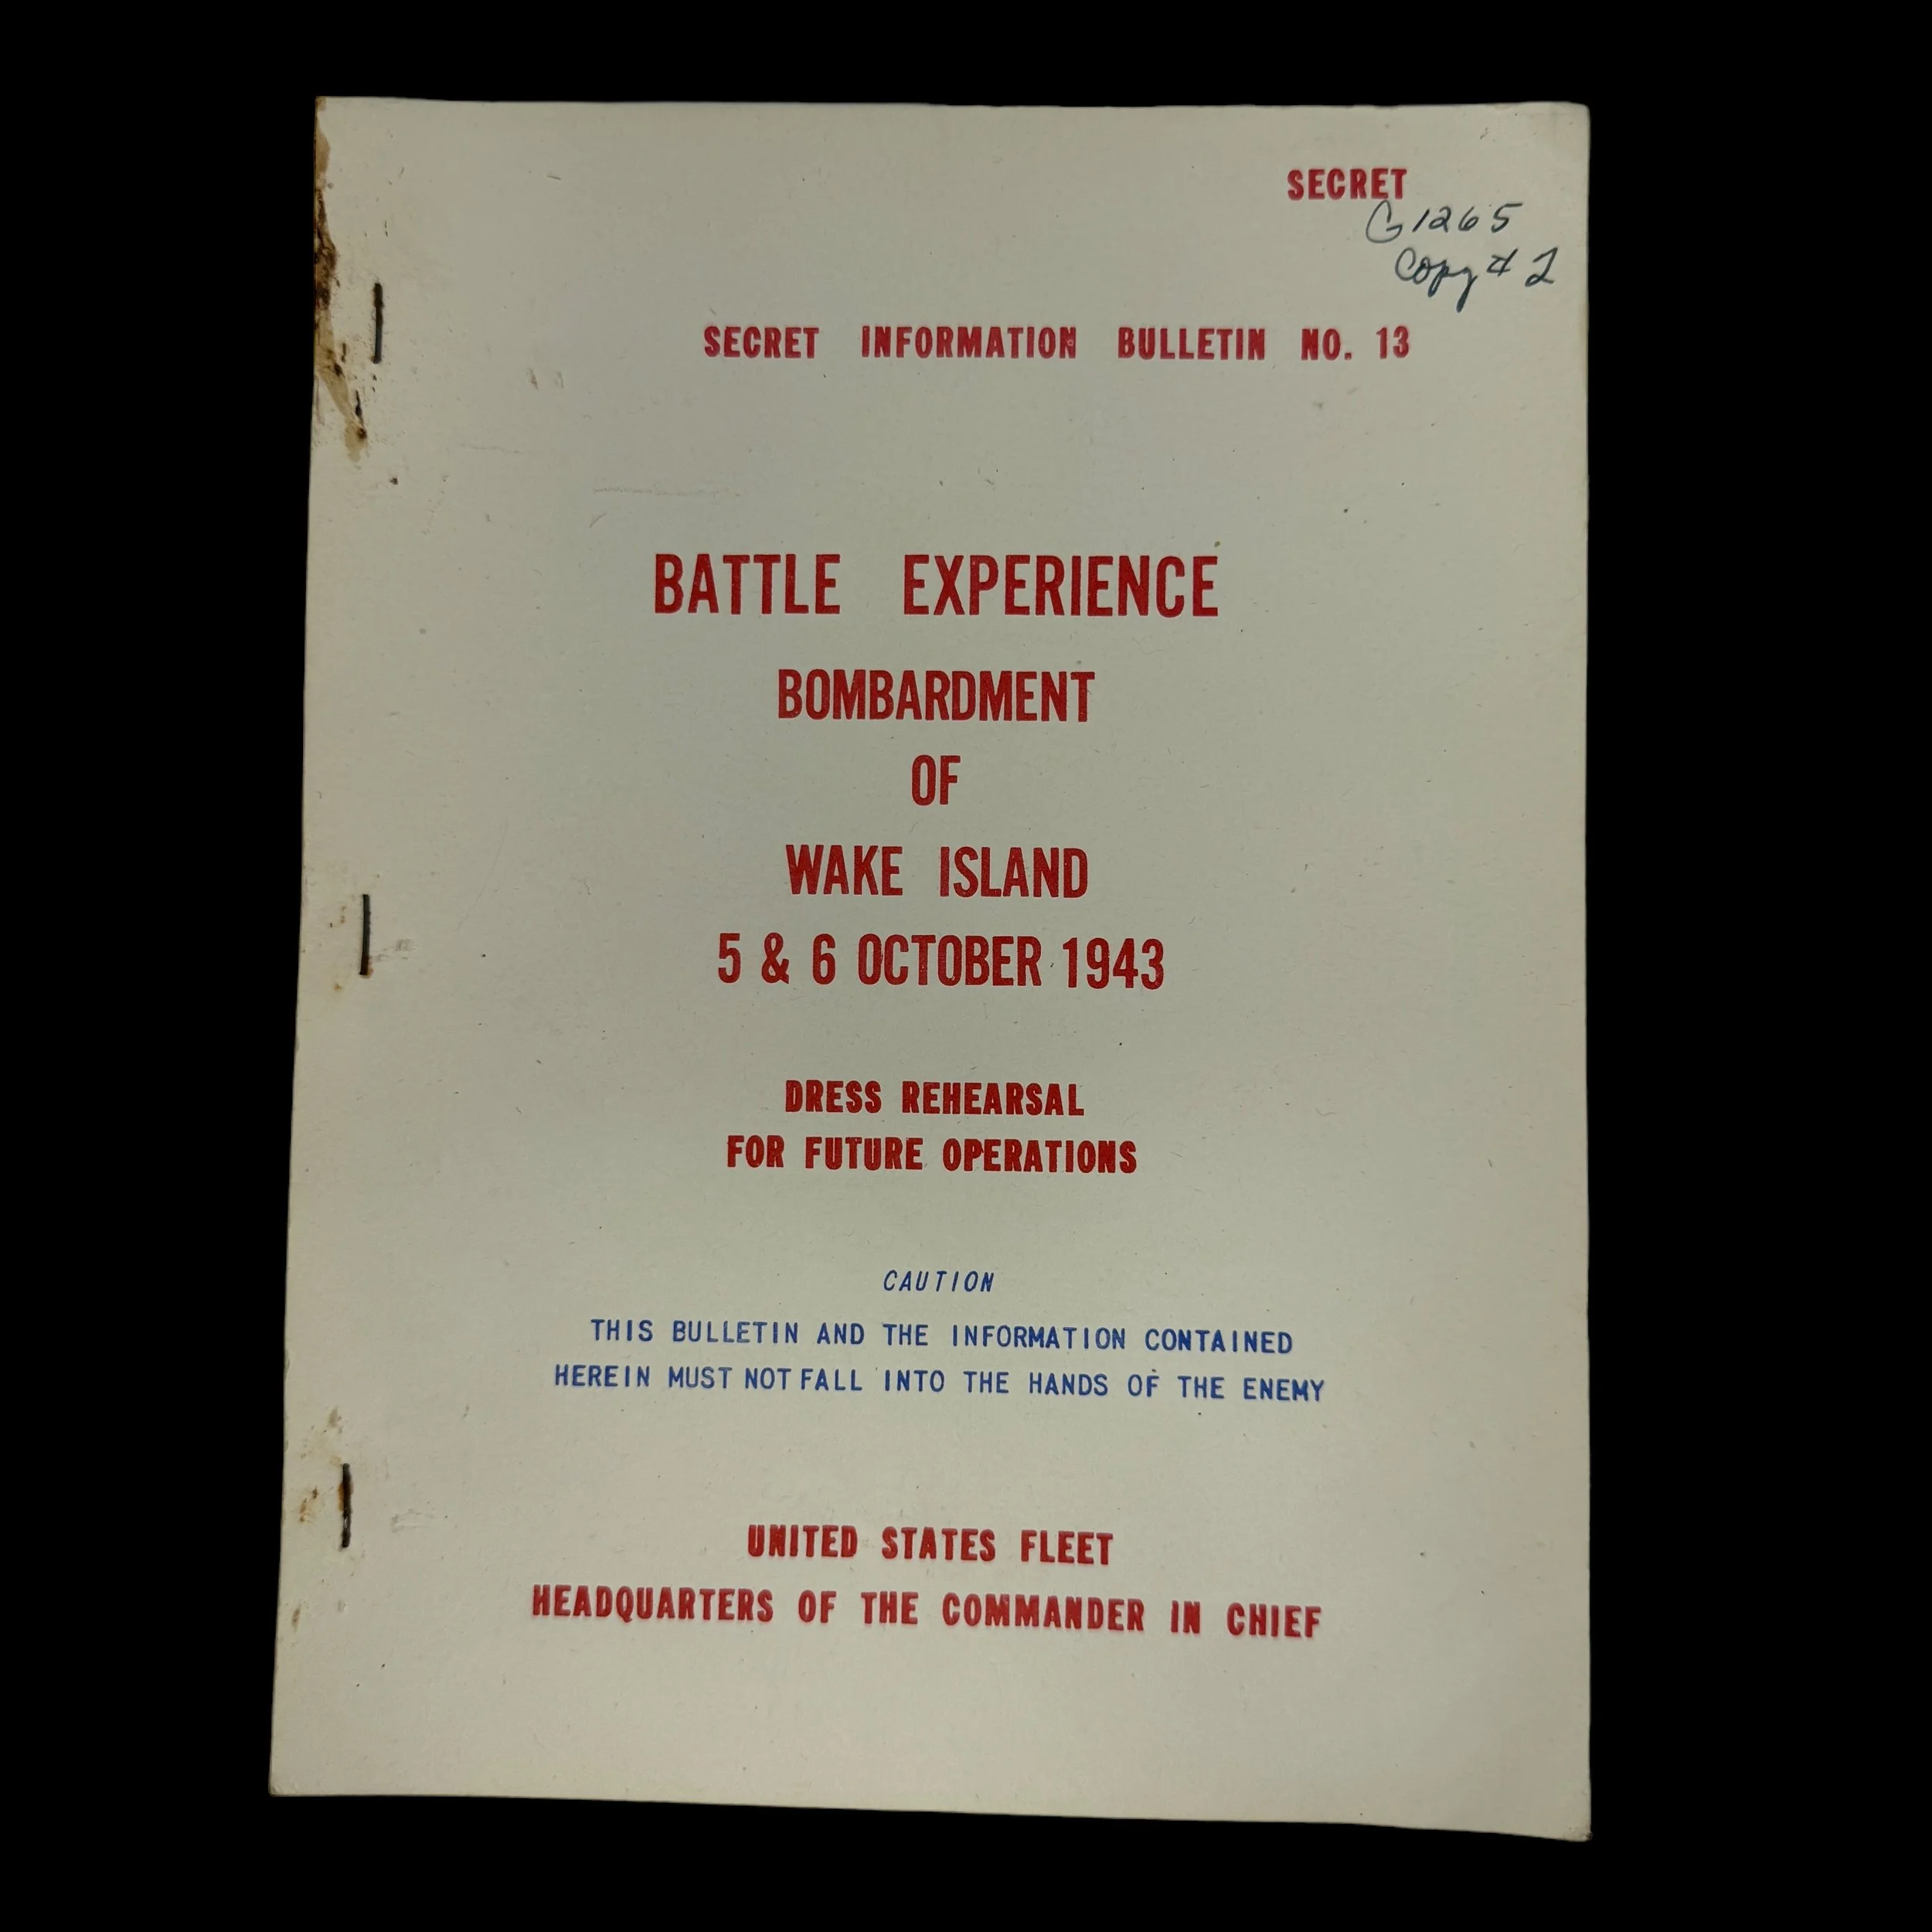 SECRET
G1265
Copy # 2
SECRET INFORMATION BULLETIN NO. 13
BATTLE EXPERIENCE
BOMBARDMENT
OF
WAKE ISLAND
5 & 6 OCTOBER 1943
DRESS REHEARSAL
FOR FUTURE OPERATIONS
CAUTION
THIS BULLETIN AND THE INFORMATION CONTAINED
HEREIN MUST NOT FALL INTO THE HANDS OF THE ENEMY
UNITED STATES FLEET
HEADQUARTERS OF THE COMMANDER IN CHIEF